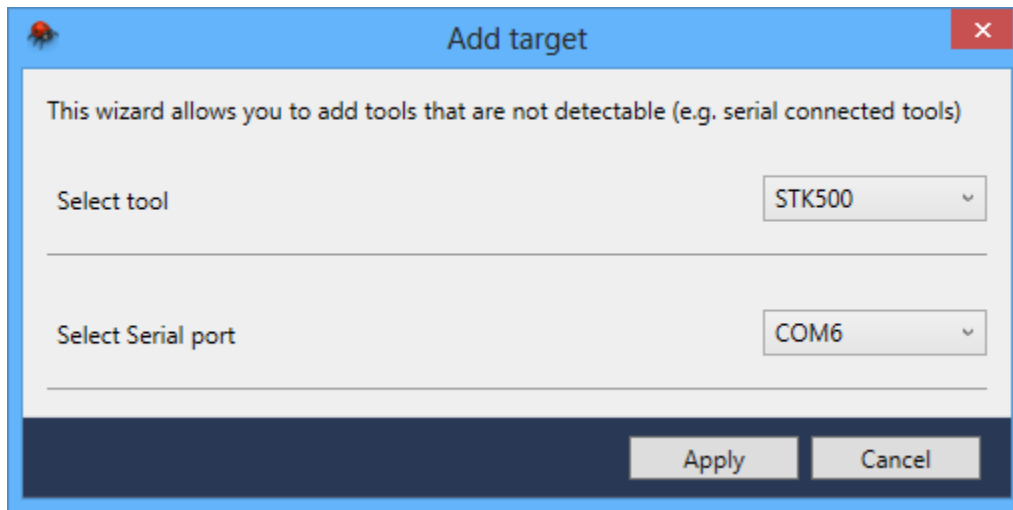 Add target
This wizard allows you to add tools that are not detectable (e.g. serial connected tools)
Select tool
STK500
Select Serial port
COM6
Apply
Cancel